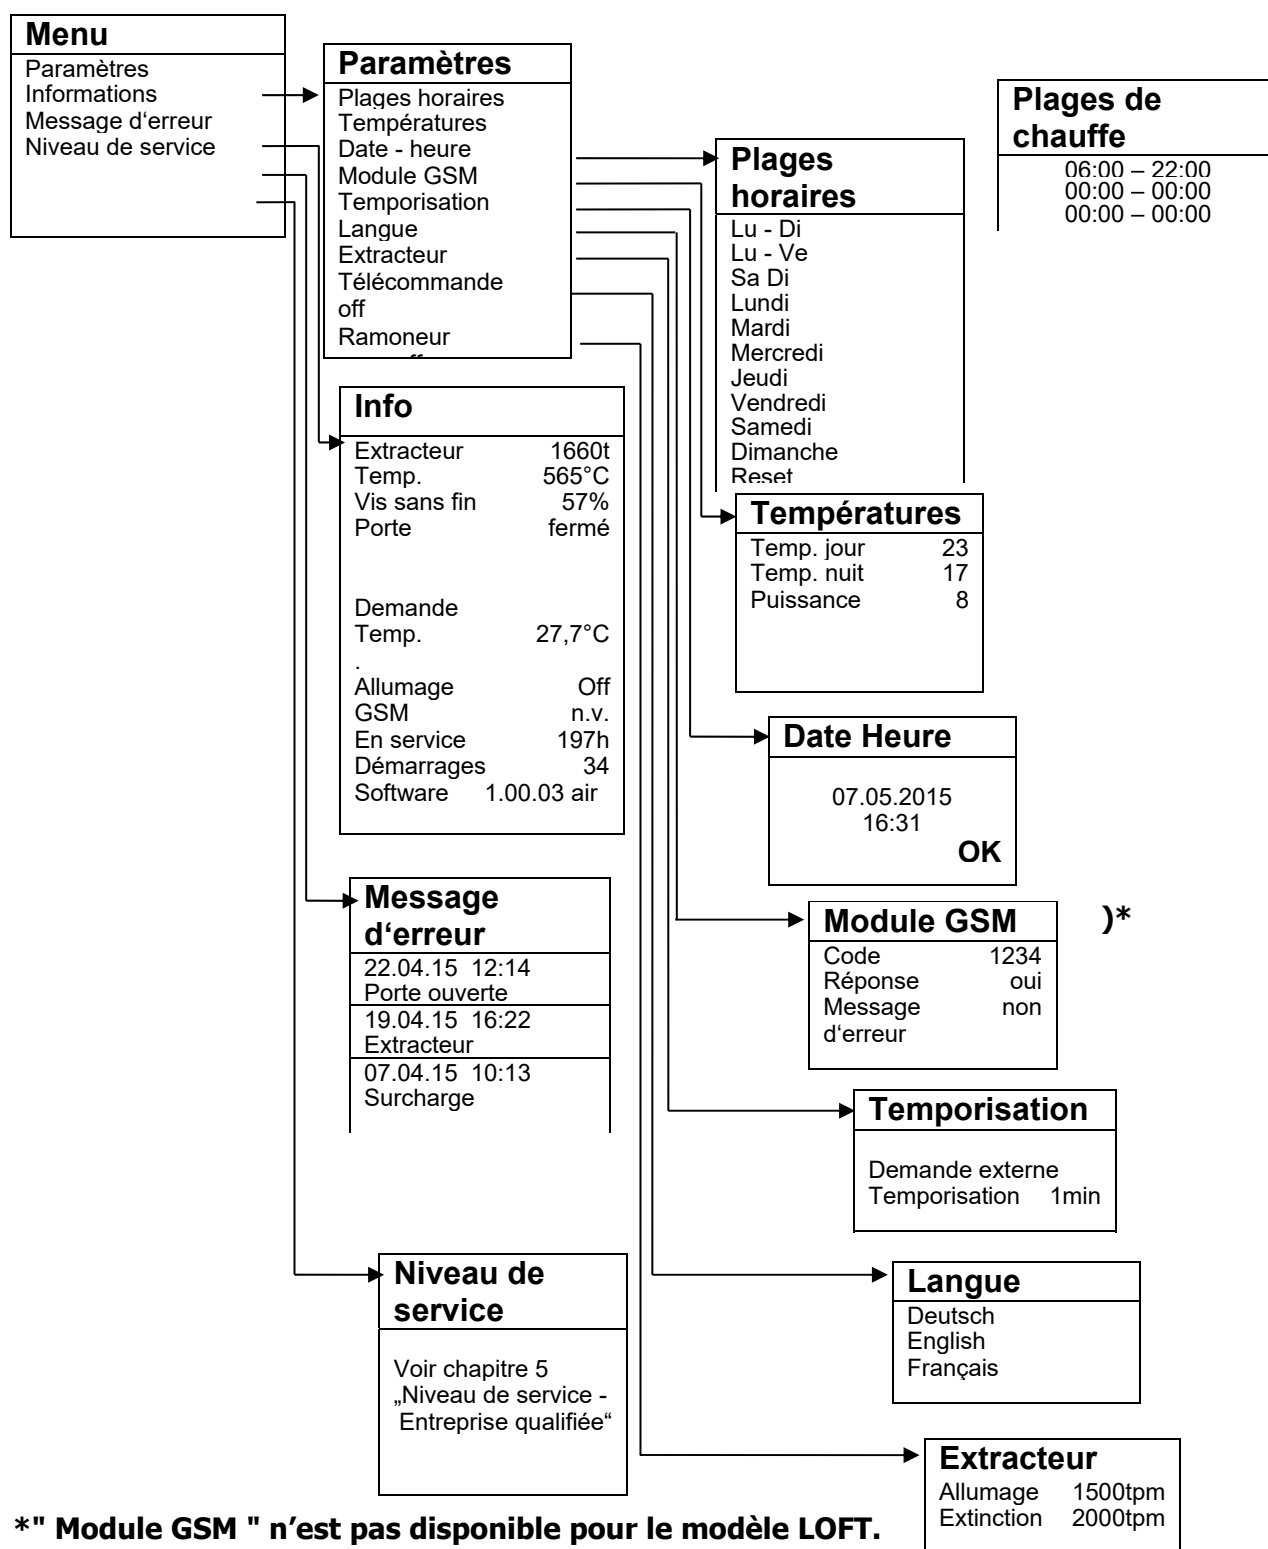 Menu
Paramètres
Informations
Message d‘erreur
Niveau de service
Paramètres
Plages horaires
Températures
Date - heure
Module GSM
Temporisation
Langue
Extracteur
Télécommande
off
Ramoneur
Plages de
chauffe
06:00 – 22:00
00:00 – 00:00
00:00 – 00:00
Plages
horaires
Lu - Di
Lu - Ve
Sa Di
Lundi
Mardi
Mercredi
Jeudi
Vendredi
Samedi
Dimanche
Reset
Info
Extracteur 1660t
Temp. 565°C
Vis sans fin 57%
Porte fermé
Demande
Temp. 27,7°C
.
Allumage Off
GSM n.v.
En service 197h
Démarrages 34
Software 1.00.03 air
Températures
Temp. jour 23
Temp. nuit 17
Puissance 8
Date Heure
07.05.2015
16:31
OK
Message
d‘erreur
22.04.15 12:14
Porte ouverte
19.04.15 16:22
Extracteur
07.04.15 10:13
Surcharge
Module GSM )*
Code 1234
Réponse oui
Message non
d‘erreur
Temporisation
Demande externe
Temporisation 1min
Niveau de
service
Voir chapitre 5
„Niveau de service -
Entreprise qualifiée“
Langue
Deutsch
English
Français
Extracteur
Allumage 1500tpm
Extinction 2000tpm
*" Module GSM " n’est pas disponible pour le modèle LOFT.